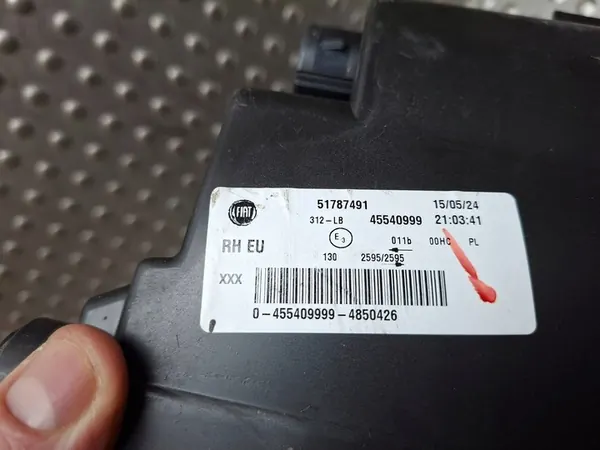 FIAT
51787491 15/05/24
312-LB 45540999 21:03:41
RH EU E3 011b 00HC PL
130 2595/2595
XXX
0-455409999-4850426